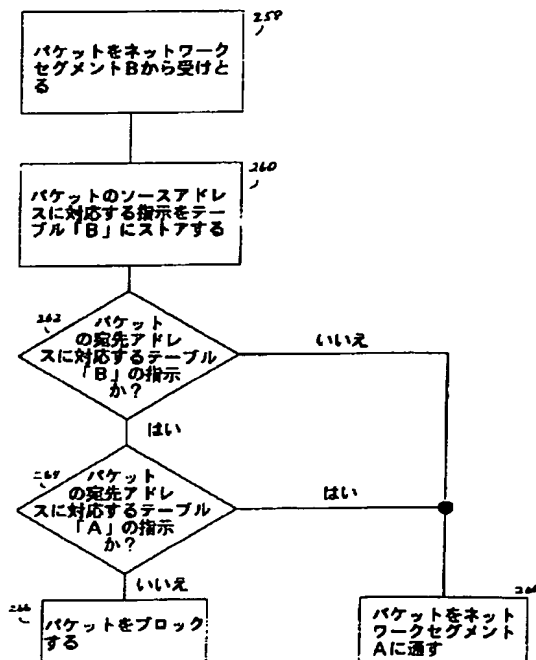 258
パケットをネットワーク
セグメントBから受けと
る
260
パケットのソースアドレ
スに対応する指示をテー
ブル「B」にストアする
262
パケット
の宛先アドレ
スに対応するテーブル
「B」の指示
か?
いいえ
はい
パケット
の宛先アドレ
スに対応するテーブル
「A」の指示
か?
はい
いいえ
266
パケットをブロック
する
パケットをネット
ワークセグメント
Aに通す